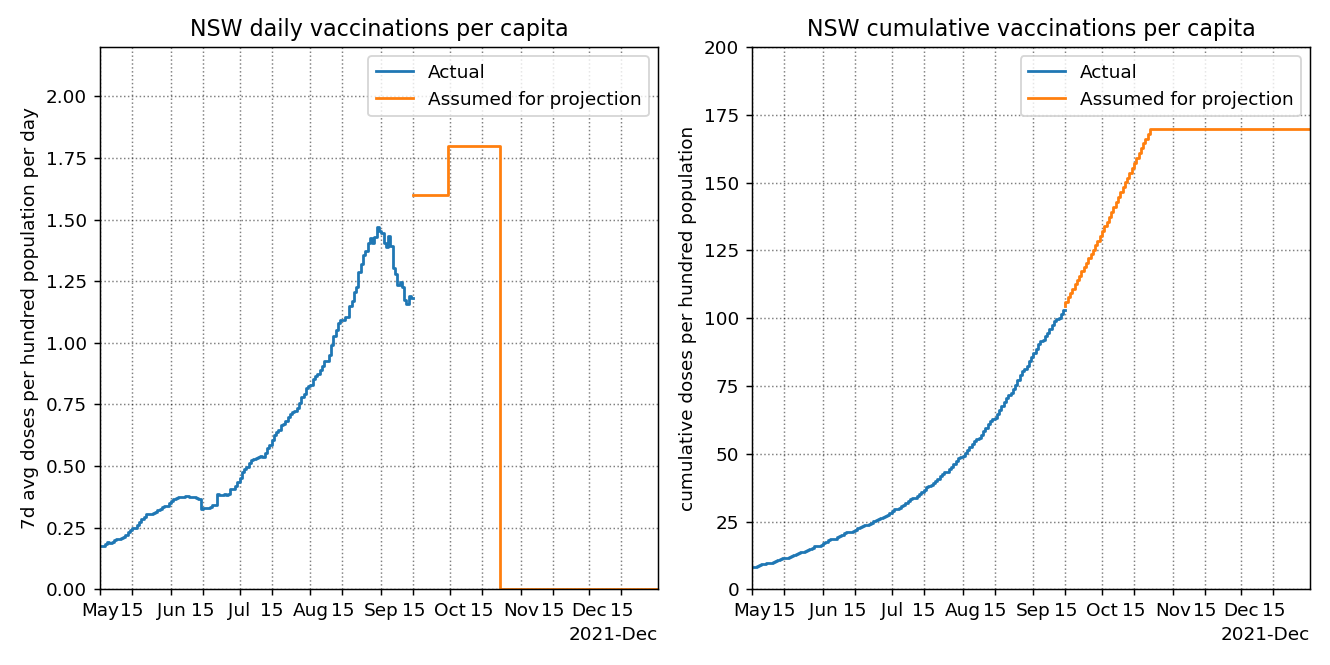 NSW daily vaccinations per capita
Actual
Assumed for projection
7d avg doses per hundred population per day
2.00
1.75
1.50
1.25
1.00
0.75
0.50
0.25
0.00
May 15 Jun 15 Jul 15 Aug 15 Sep 15 Oct 15 Nov 15 Dec 15
2021-Dec
NSW cumulative vaccinations per capita
Actual
Assumed for projection
cumulative doses per hundred population
200
175
150
125
100
75
50
25
0
May 15 Jun 15 Jul 15 Aug 15 Sep 15 Oct 15 Nov 15 Dec 15
2021-Dec